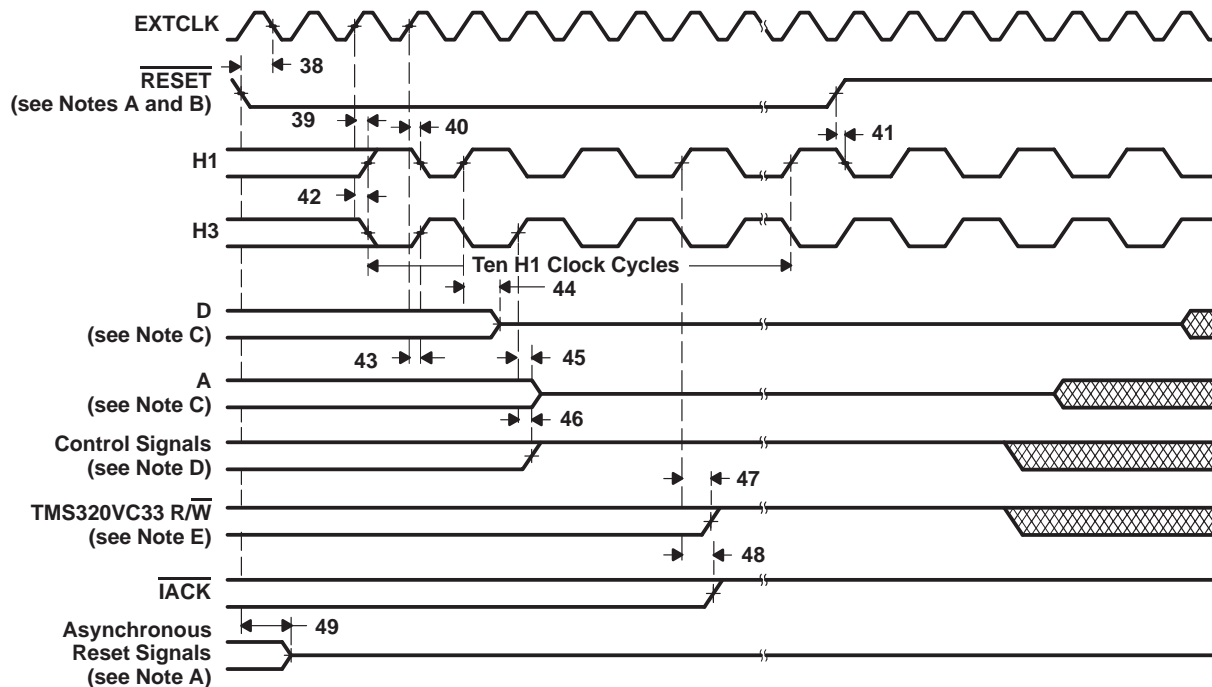 EXTCLK
38
RESET
(see Notes A and B)
39
40
41
H1
42
H3
Ten H1 Clock Cycles
44
D
(see Note C)
43
45
A
(see Note C)
46
Control Signals
(see Note D)
47
TMS320VC33 R/W
(see Note E)
48
IACK
49
Asynchronous
Reset Signals
(see Note A)